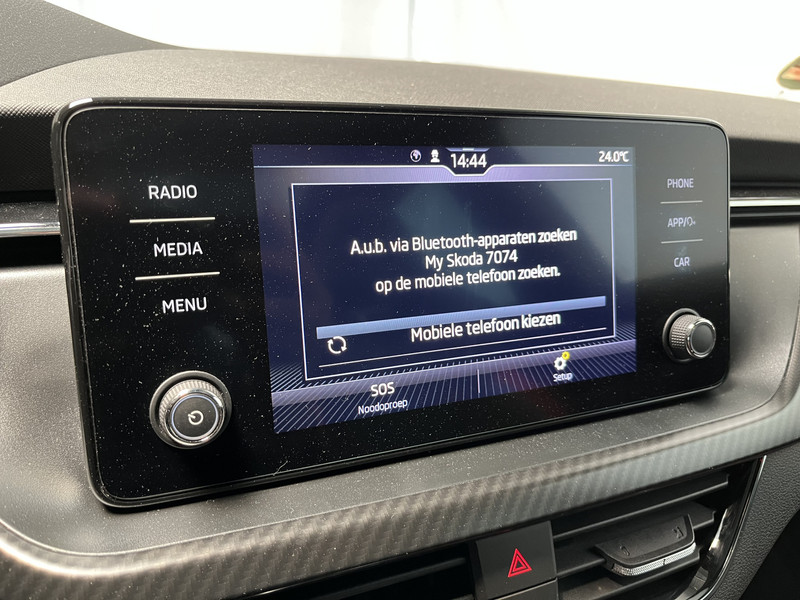 14:44
24.0°C
RADIO
MEDIA
MENU
A.u.b. via Bluetooth-apparaten zoeken
My Skoda 7074
op de mobiele telefoon zoeken.
Mobiele telefoon kiezen
SOS
Noodoproep
Setup
PHONE
APP/
CAR